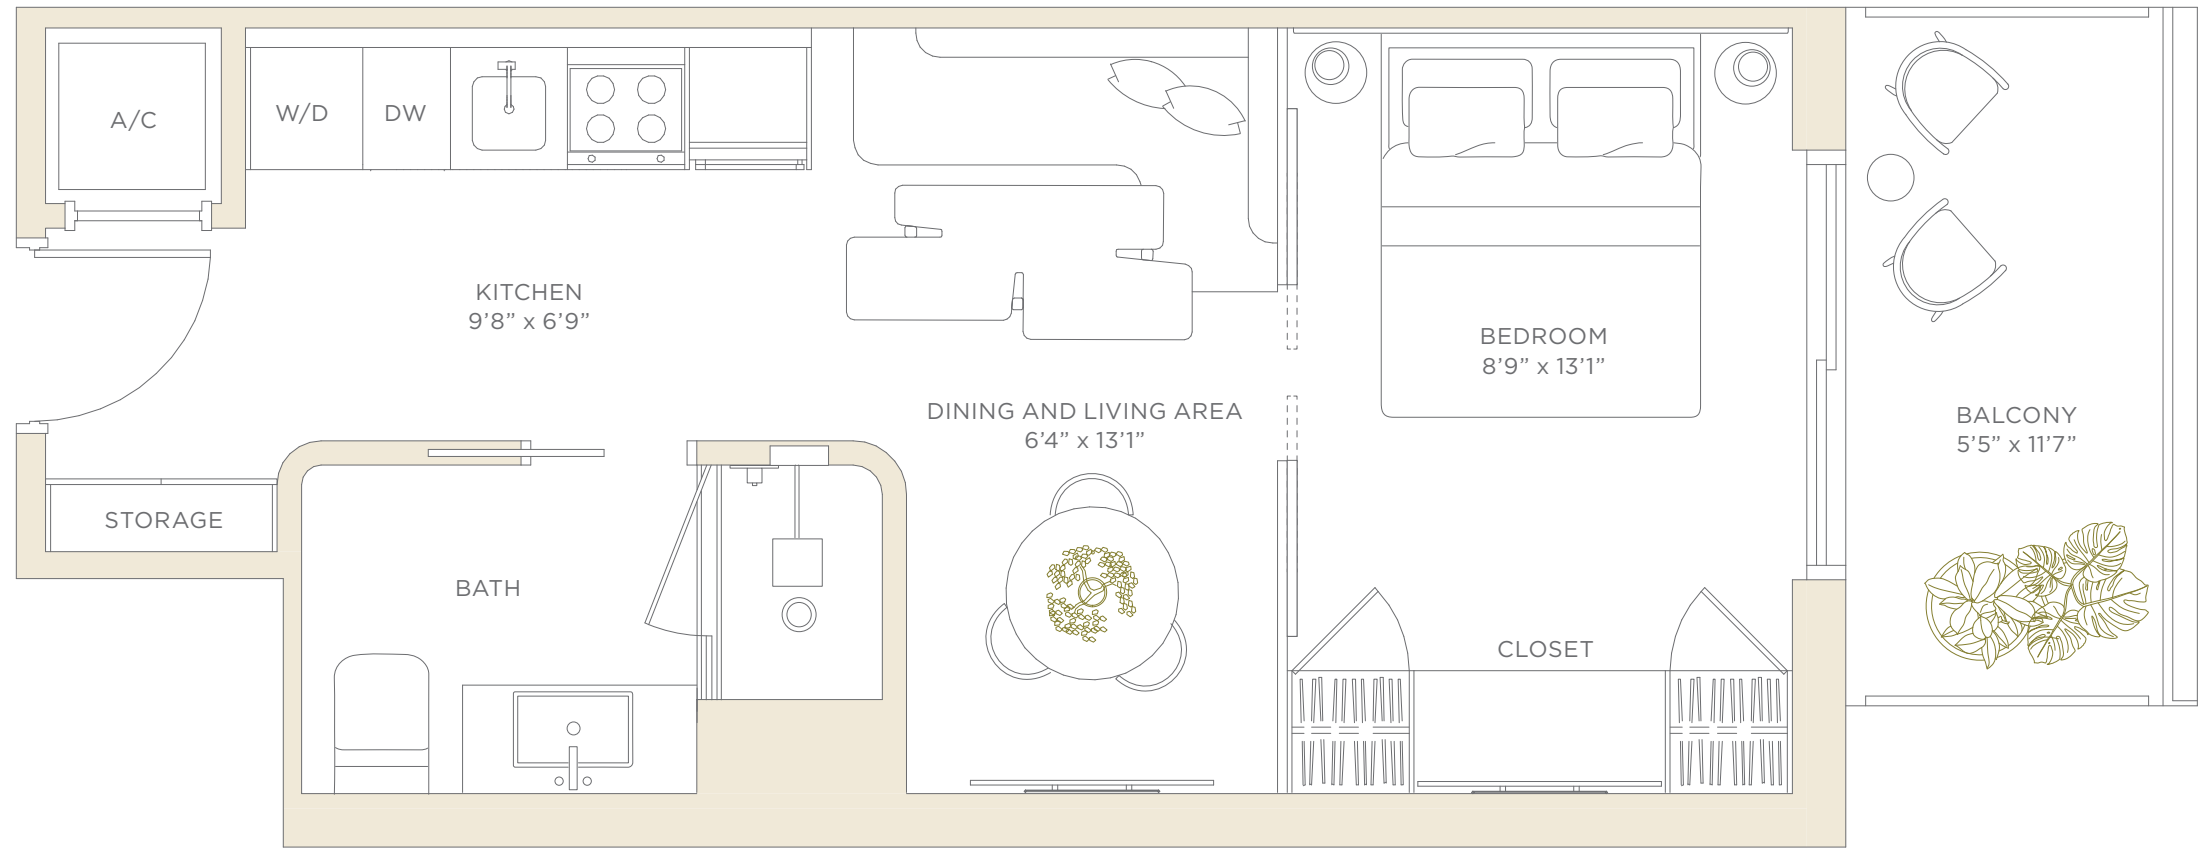 A/C
W/D
DW
KITCHEN
9’8” x 6’9”
BEDROOM
8’9” x 13’1”
DINING AND LIVING AREA
6’4” x 13’1”
BALCONY
5’5” x 11’7”
STORAGE
BATH
CLOSET